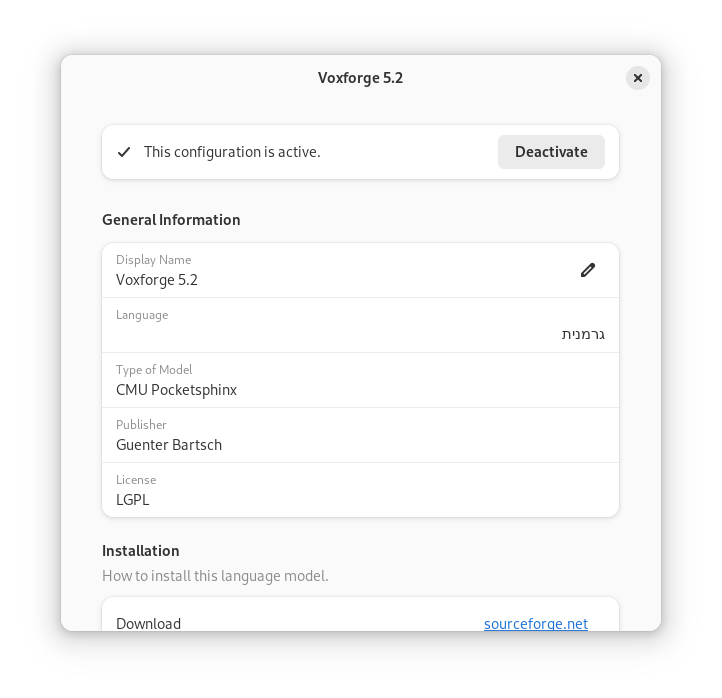 Voxforge 5.2
This configuration is active.
Deactivate
General Information
Display Name
Voxforge 5.2
Language
גרמנית
Type of Model
CMU Pocketsphinx
Publisher
Guenter Bartsch
License
LGPL
Installation
How to install this language model.
Download
sourceforge.net